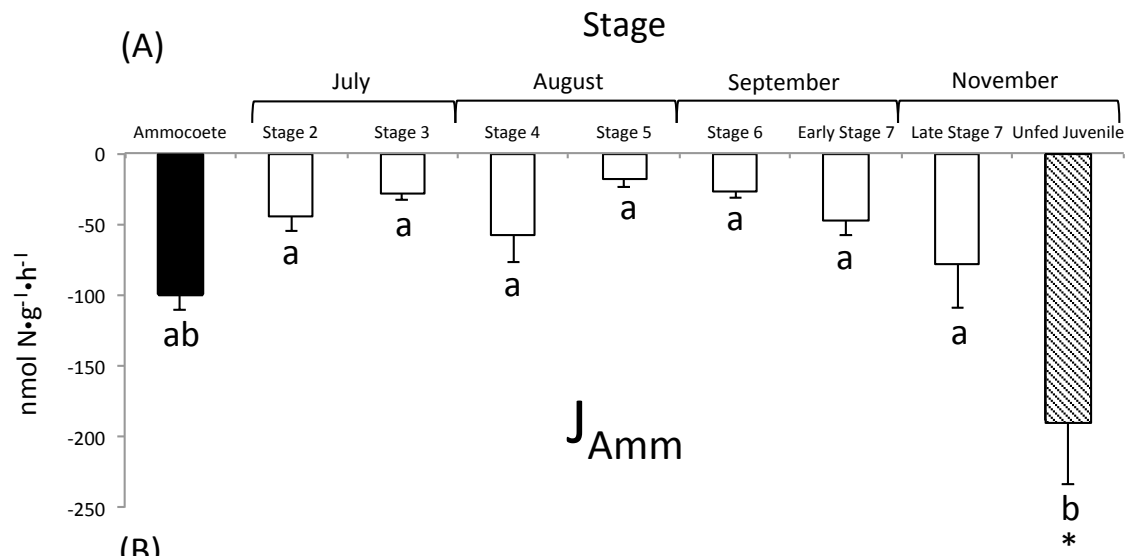 Stage
(A)
July August September November
Ammocoete Stage 2 Stage 3 Stage 4 Stage 5 Stage 6 Early Stage 7 Late Stage 7 Unfed Juvenile
0
-50
-100
-150
-200
-250
nmol N•g⁻¹•h⁻¹
ab a a a a a a a b
*
J_Amm
(B)